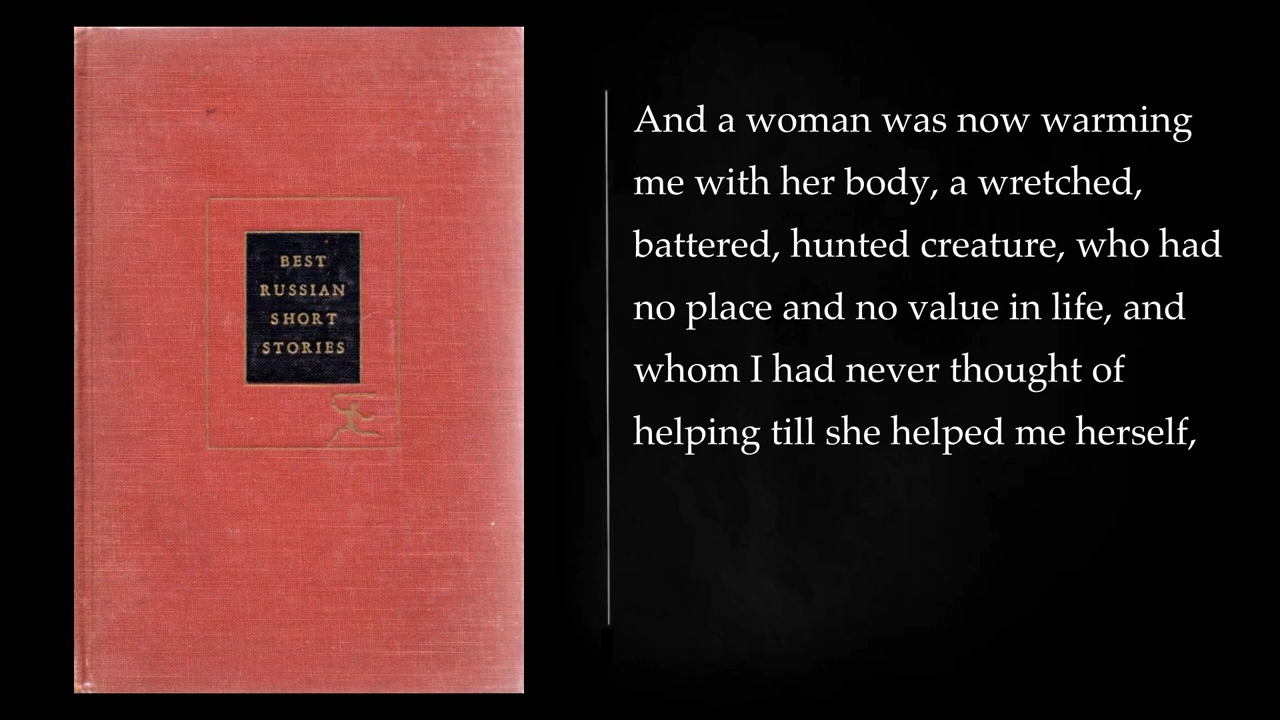 BEST
RUSSIAN
SHORT
STORIES
And a woman was now warming
me with her body, a wretched,
battered, hunted creature, who had
no place and no value in life, and
whom I had never thought of
helping till she helped me herself,